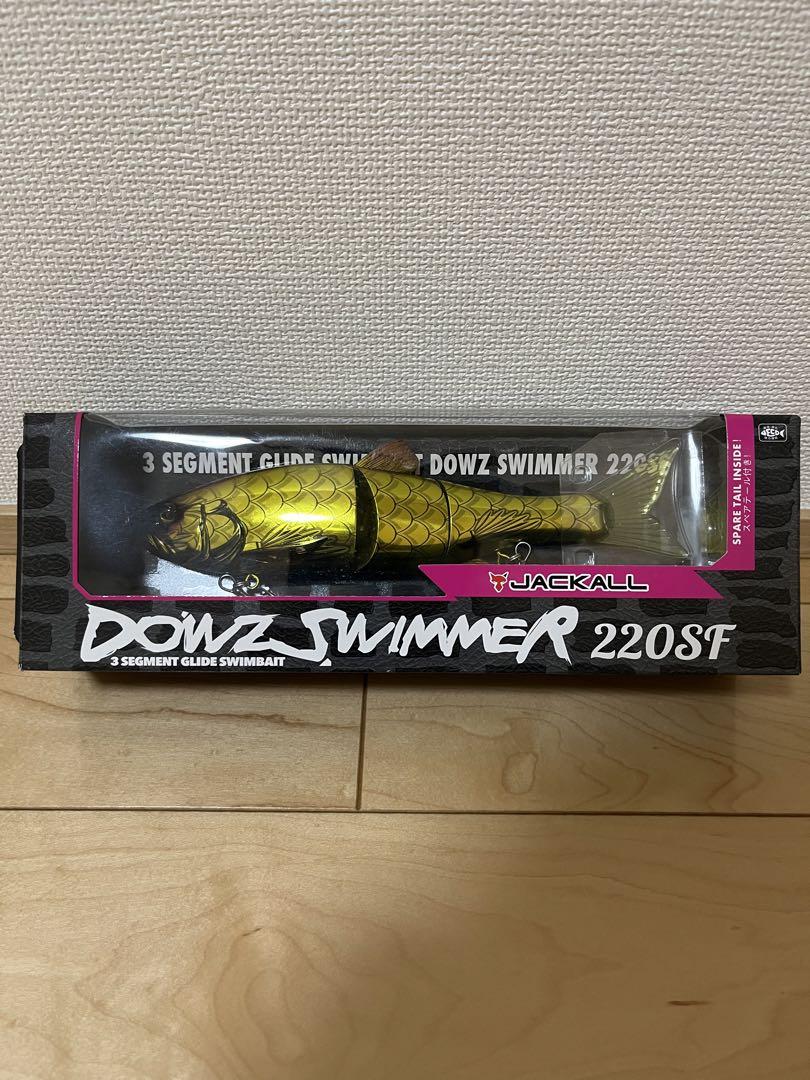 3 SEGMENT GLIDE SWIM T DOWZ SWIMMER 220S
SPARE TAIL INSIDE!
スペアテール付き!
JACKALL
DOWZ SWIMMER 220SF
3 SEGMENT GLIDE SWIMBAIT